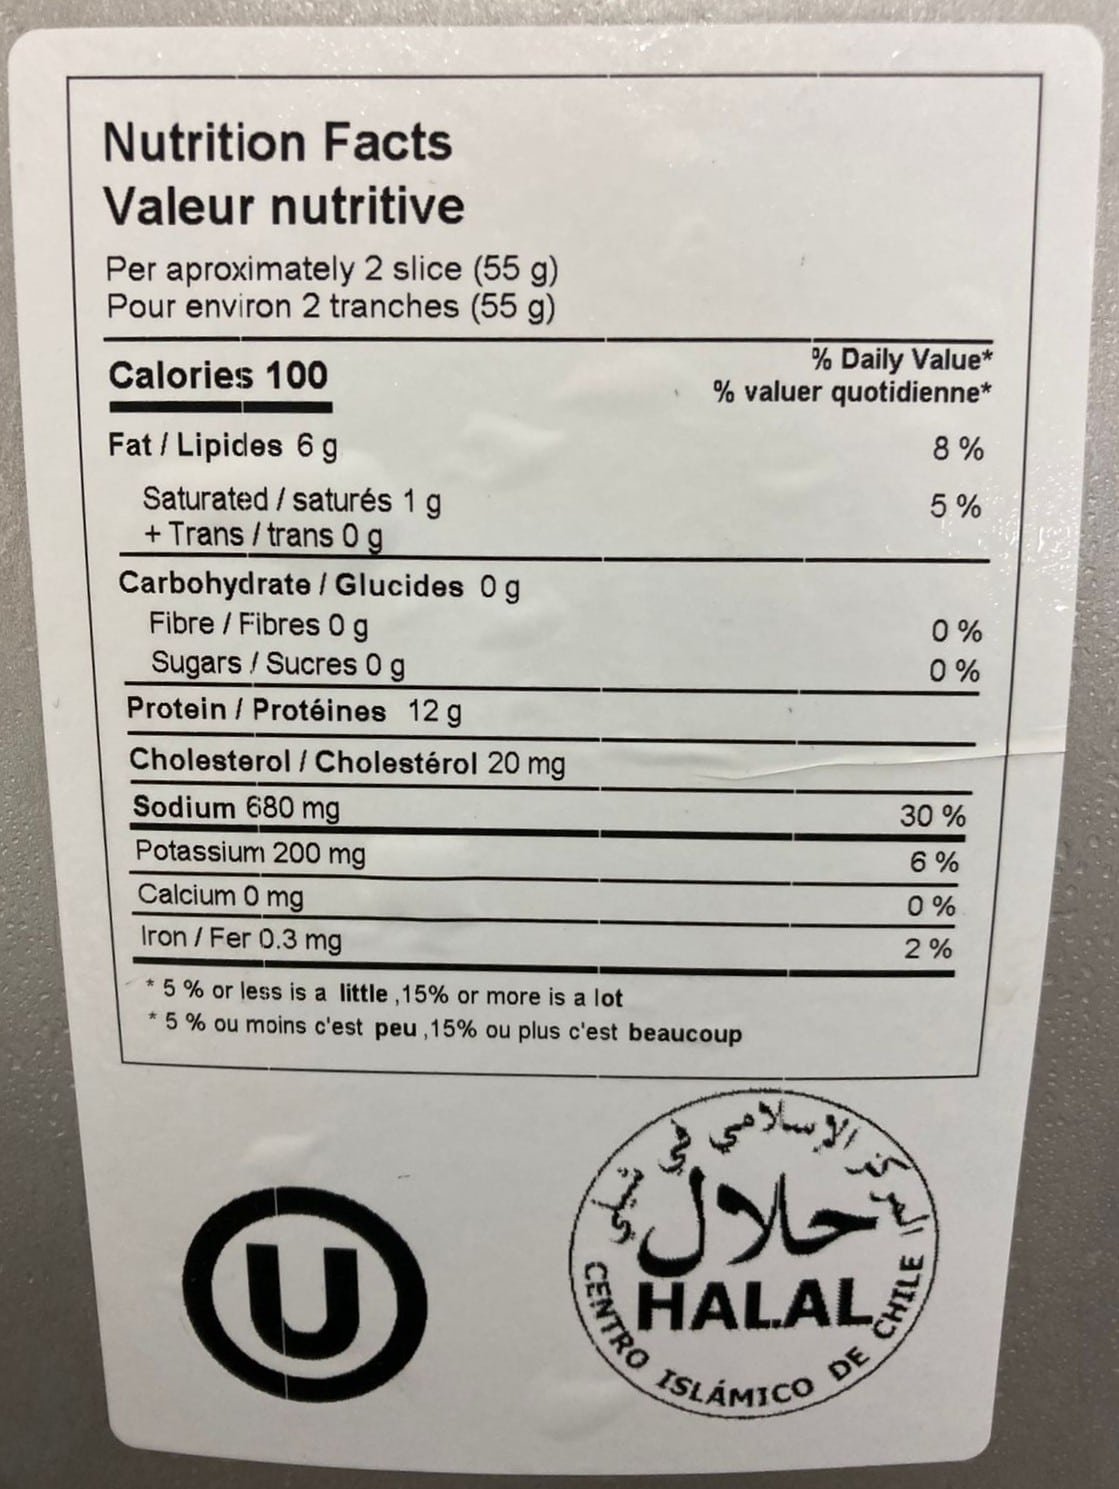 Nutrition Facts
Valeur nutritive
Per aproximately 2 slice (55 g)
Pour environ 2 tranches (55 g)
Calories 100
% Daily Value*
% valuer quotidienne*
Fat / Lipides 6 g 8 %
Saturated / saturés 1 g 5 %
+ Trans / trans 0 g
Carbohydrate / Glucides 0 g
Fibre / Fibres 0 g 0 %
Sugars / Sucres 0 g 0 %
Protein / Protéines 12 g
Cholesterol / Cholestérol 20 mg
Sodium 680 mg 30 %
Potassium 200 mg 6 %
Calcium 0 mg 0 %
Iron / Fer 0.3 mg 2 %
* 5 % or less is a little ,15% or more is a lot
* 5 % ou moins c'est peu ,15% ou plus c'est beaucoup
U
المركز الإسلامي في تشيلي
حلال
HALAL
CENTRO ISLÁMICO DE CHILE